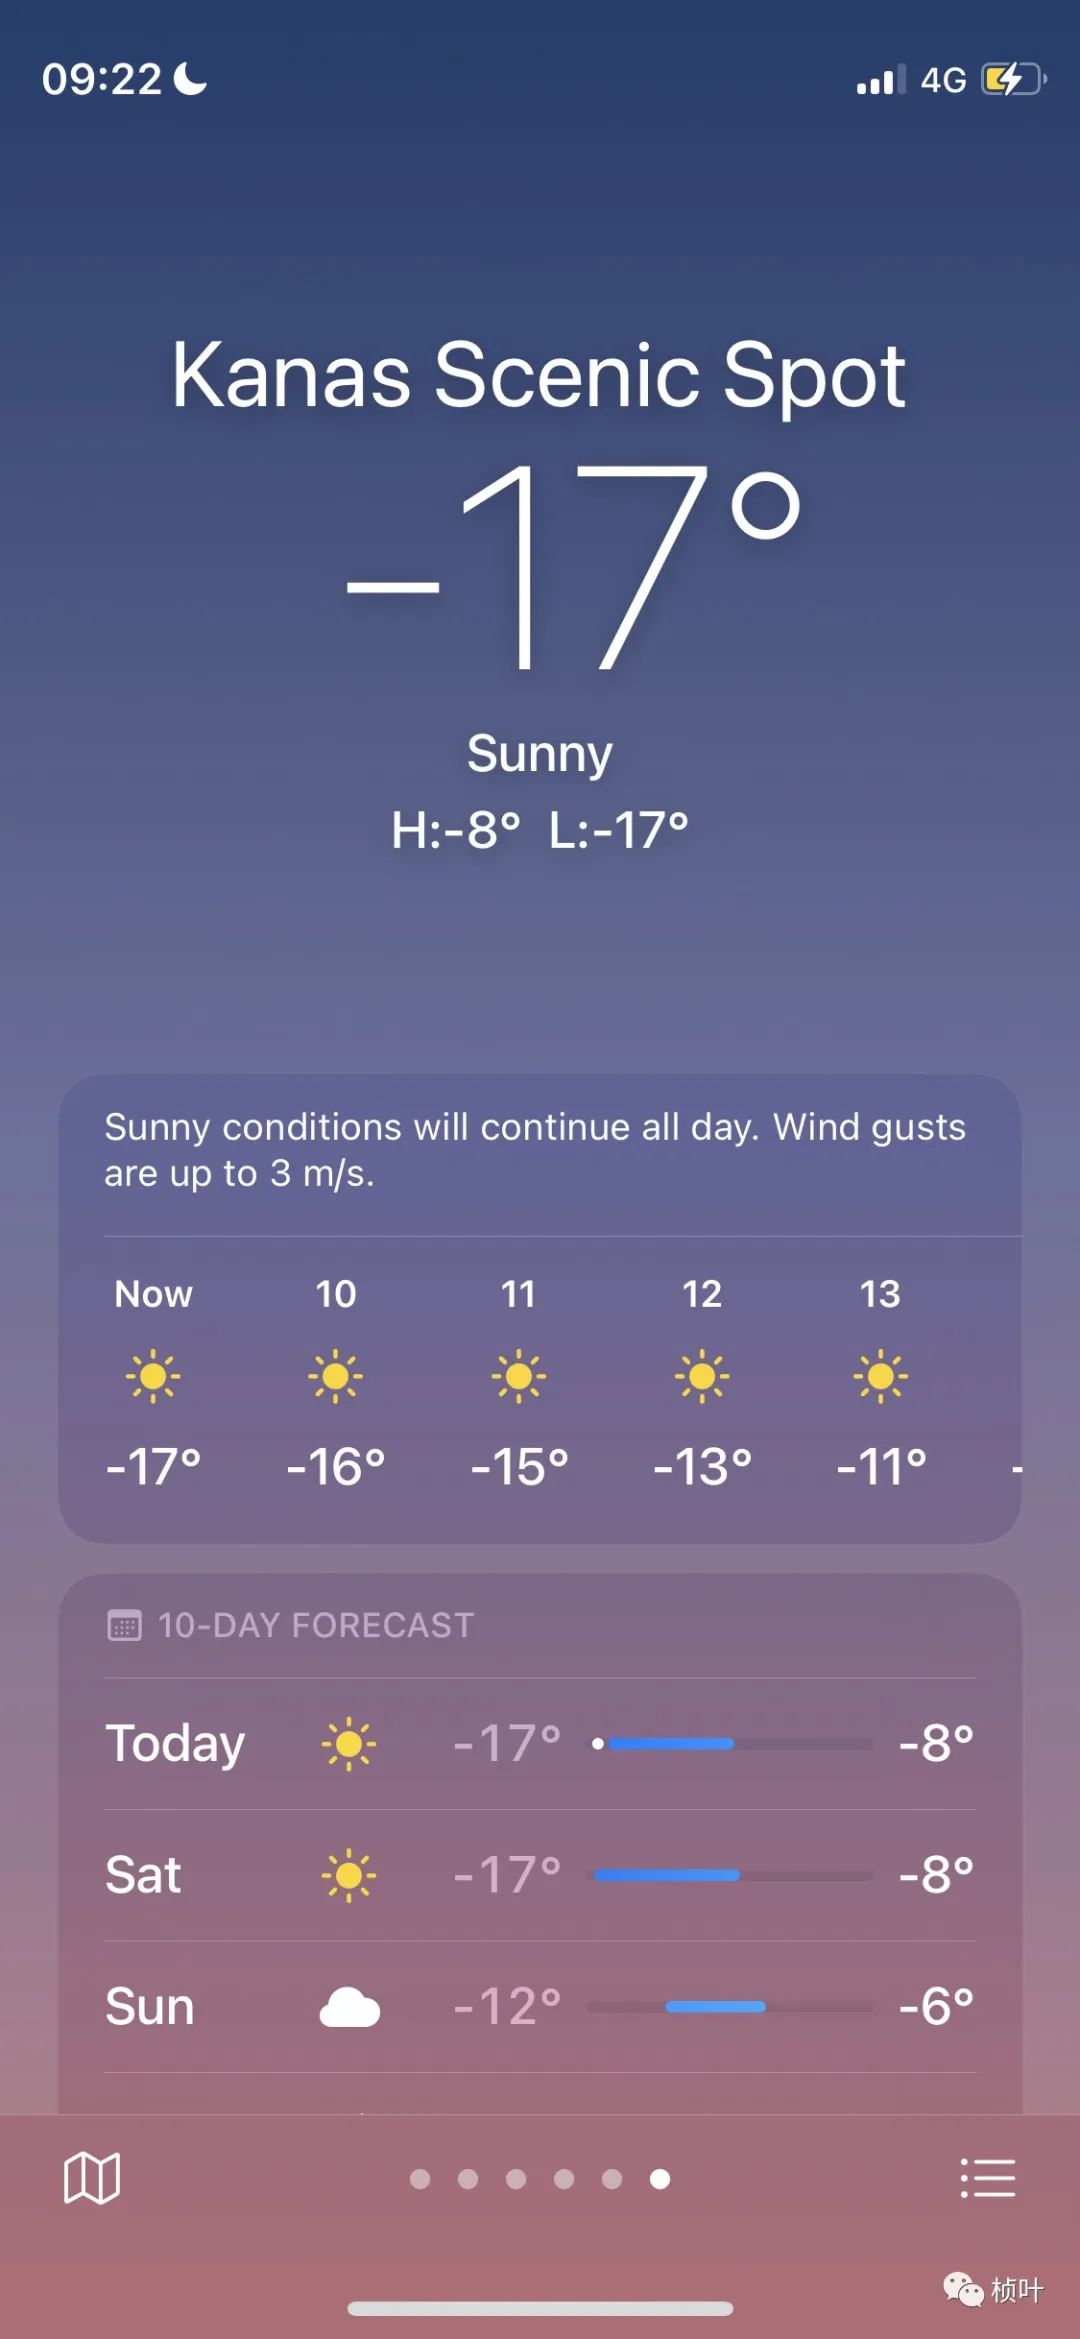 09:22
4G
Kanas Scenic Spot
-17°
Sunny
H:-8° L:-17°
Sunny conditions will continue all day. Wind gusts
are up to 3 m/s.
Now 10 11 12 13
-17° -16° -15° -13° -11° -
10-DAY FORECAST
Today -17° -8°
Sat -17° -8°
Sun -12° -6°
桢叶